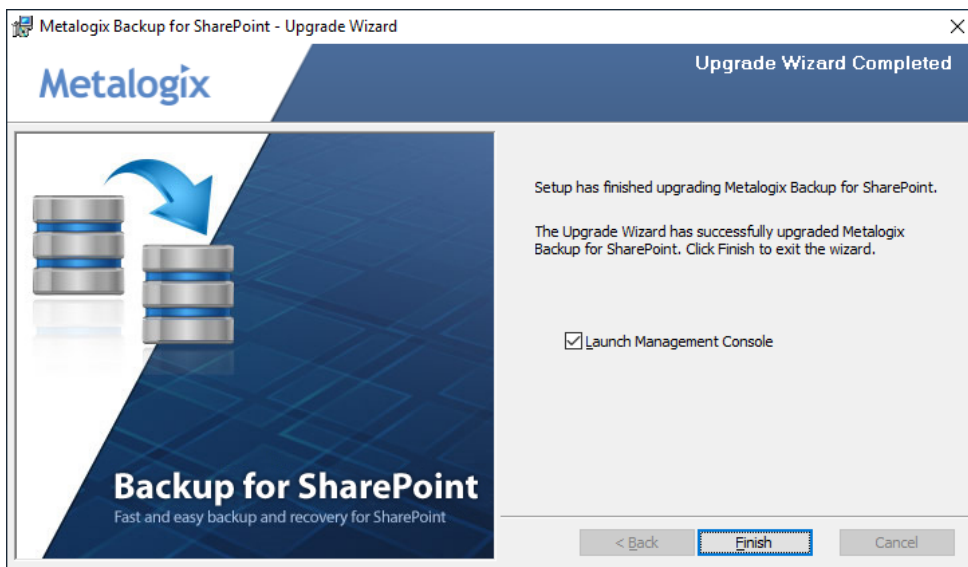 Metalogix Backup for SharePoint - Upgrade Wizard
Metalogix
Upgrade Wizard Completed
Setup has finished upgrading Metalogix Backup for SharePoint.
The Upgrade Wizard has successfully upgraded Metalogix
Backup for SharePoint. Click Finish to exit the wizard.
Launch Management Console
Backup for SharePoint
Fast and easy backup and recovery for SharePoint
< Back
Finish
Cancel